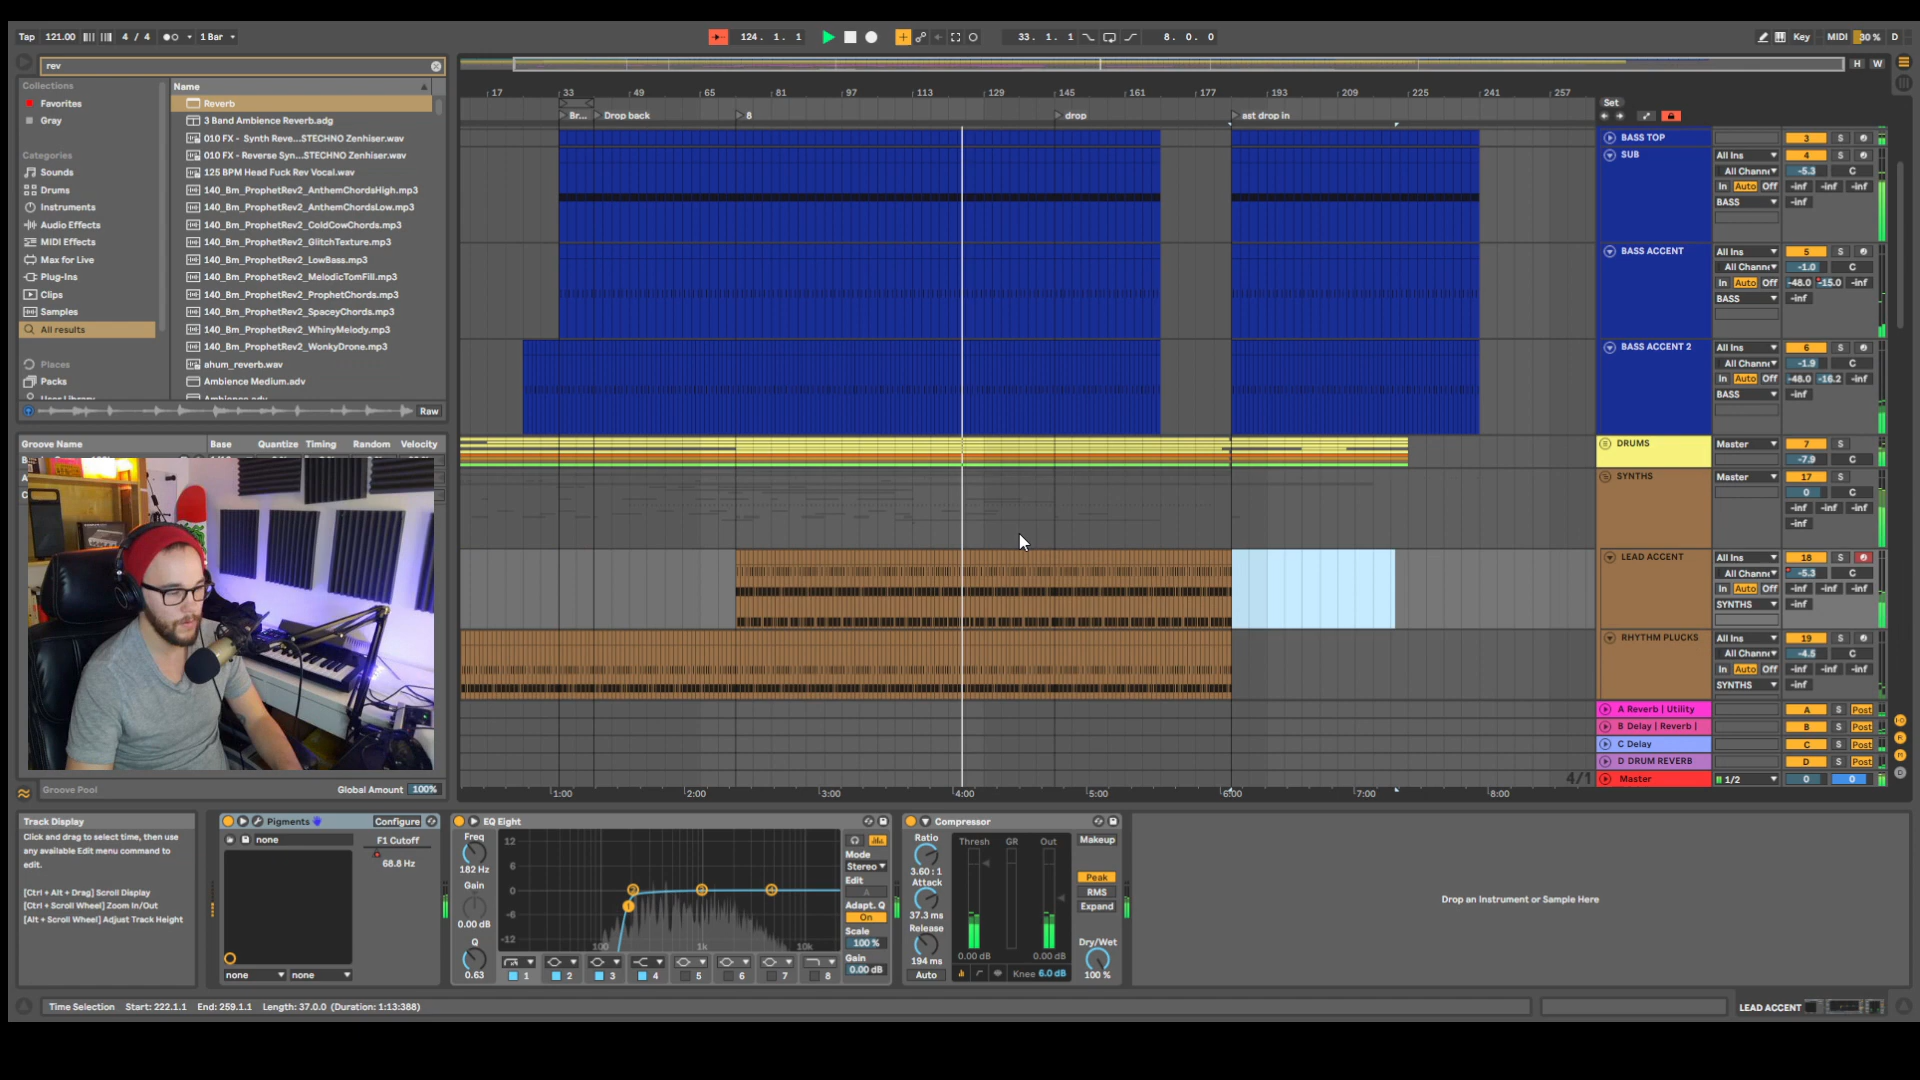 Tap 121.00 4 / 4 1 Bar 124. 1. 1 33. 1. 1 8. 0. 0 Key MIDI 30 % D
rev
H W
Collections
Favorites
Gray
Categories
Sounds
Drums
Instruments
Audio Effects
MIDI Effects
Max for Live
Plug-Ins
Clips
Samples
All results
Places
Packs
Name
Reverb
3 Band Ambience Reverb.adg
010 FX - Synth Reve...STECHNO Zenhiser.wav
010 FX - Reverse Syn...STECHNO Zenhiser.wav
125 BPM Head Fuck Rev Vocal.wav
140_Bm_ProphetRev2_AnthemChordsHigh.mp3
140_Bm_ProphetRev2_AnthemChordsLow.mp3
140_Bm_ProphetRev2_ColdCowChords.mp3
140_Bm_ProphetRev2_GlitchTexture.mp3
140_Bm_ProphetRev2_LowBass.mp3
140_Bm_ProphetRev2_MelodicTomFill.mp3
140_Bm_ProphetRev2_ProphetChords.mp3
140_Bm_ProphetRev2_SpaceyChords.mp3
140_Bm_ProphetRev2_WhinyMelody.mp3
140_Bm_ProphetRev2_WonkyDrone.mp3
ahum_reverb.wav
Ambience Medium.adv
Raw
Groove Name Base Quantize Timing Random Velocity
Groove Pool Global Amount 100%
17 33 49 65 81 97 113 129 145 161 177 193 209 225 241 257
Br... Drop back 8 drop ast drop in
Set
BASS TOP 3 S
SUB All Ins 4 S
All Channe -5.3 C
In Auto Off -inf -inf -inf
BASS -inf
BASS ACCENT All Ins 5 S
All Channe -1.0 C
In Auto Off -48.0 -15.0 -inf
BASS -inf
BASS ACCENT 2 All Ins 6 S
All Channe -1.9 C
In Auto Off -48.0 -16.2 -inf
BASS -inf
DRUMS Master 7 S
-7.9 C
SYNTHS Master 17 S
0 C
-inf -inf -inf
-inf
LEAD ACCENT All Ins 18 S
All Channe -5.3 C
In Auto Off -inf -inf -inf
SYNTHS -inf
RHYTHM PLUCKS All Ins 19 S
All Channe -4.5 C
In Auto Off -inf -inf -inf
SYNTHS -inf
A Reverb | Utility A S Post
B Delay | Reverb | B S Post
C Delay C S Post
D DRUM REVERB D S Post
4/1 Master 1/2 0 0
1:00 2:00 3:00 4:00 5:00 6:00 7:00 8:00
Track Display
Click and drag to select time, then use
any available Edit menu command to
edit.
[Ctrl + Alt + Drag] Scroll Display
[Ctrl + Scroll Wheel] Zoom In/Out
[Alt + Scroll Wheel] Adjust Track Height
Pigments Configure
none F1 Cutoff
68.8 Hz
none none
EQ Eight
Freq
182 Hz
Gain
0.00 dB
Q
0.63
12
6
0
-6
-12
100 1k 10k
1 2 3 4 5 6 7 8
Mode
Stereo
Edit
A
Adapt. Q
On
Scale
100 %
Gain
0.00 dB
Compressor
Ratio
3.60 : 1
Attack
37.3 ms
Release
194 ms
Auto
Thresh GR Out
0.00 dB 0.00 dB
Knee 6.0 dB
Makeup
Peak
RMS
Expand
Dry/Wet
100 %
Drop an Instrument or Sample Here
Time Selection Start: 222.1.1 End: 259.1.1 Length: 37.0.0 (Duration: 1:13:388)
LEAD ACCENT